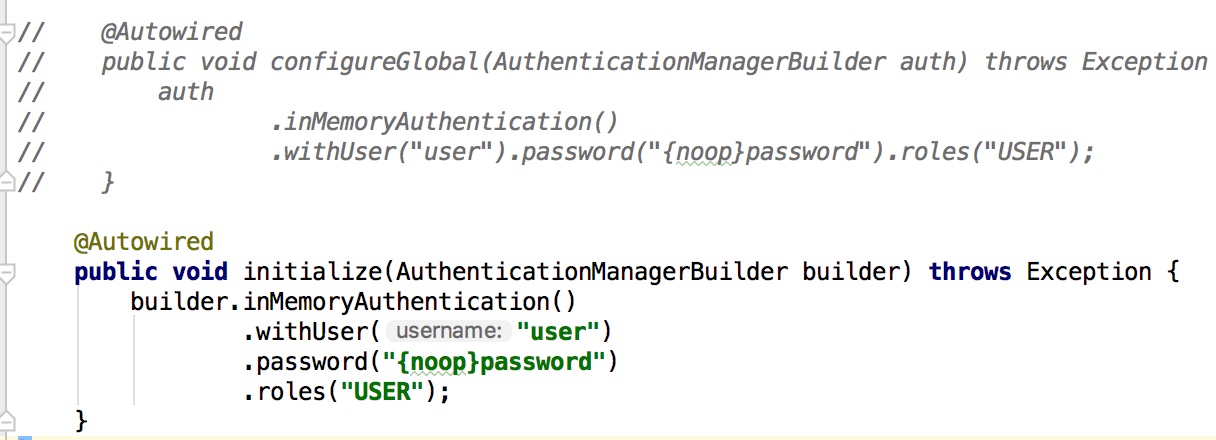 //    @Autowired
//    public void configureGlobal(AuthenticationManagerBuilder auth) throws Exception
//        auth
//                .inMemoryAuthentication()
//                .withUser("user").password("{noop}password").roles("USER");
//    }
@Autowired
public void initialize(AuthenticationManagerBuilder builder) throws Exception {
    builder.inMemoryAuthentication()
            .withUser( username: "user")
            .password("{noop}password")
            .roles("USER");
}